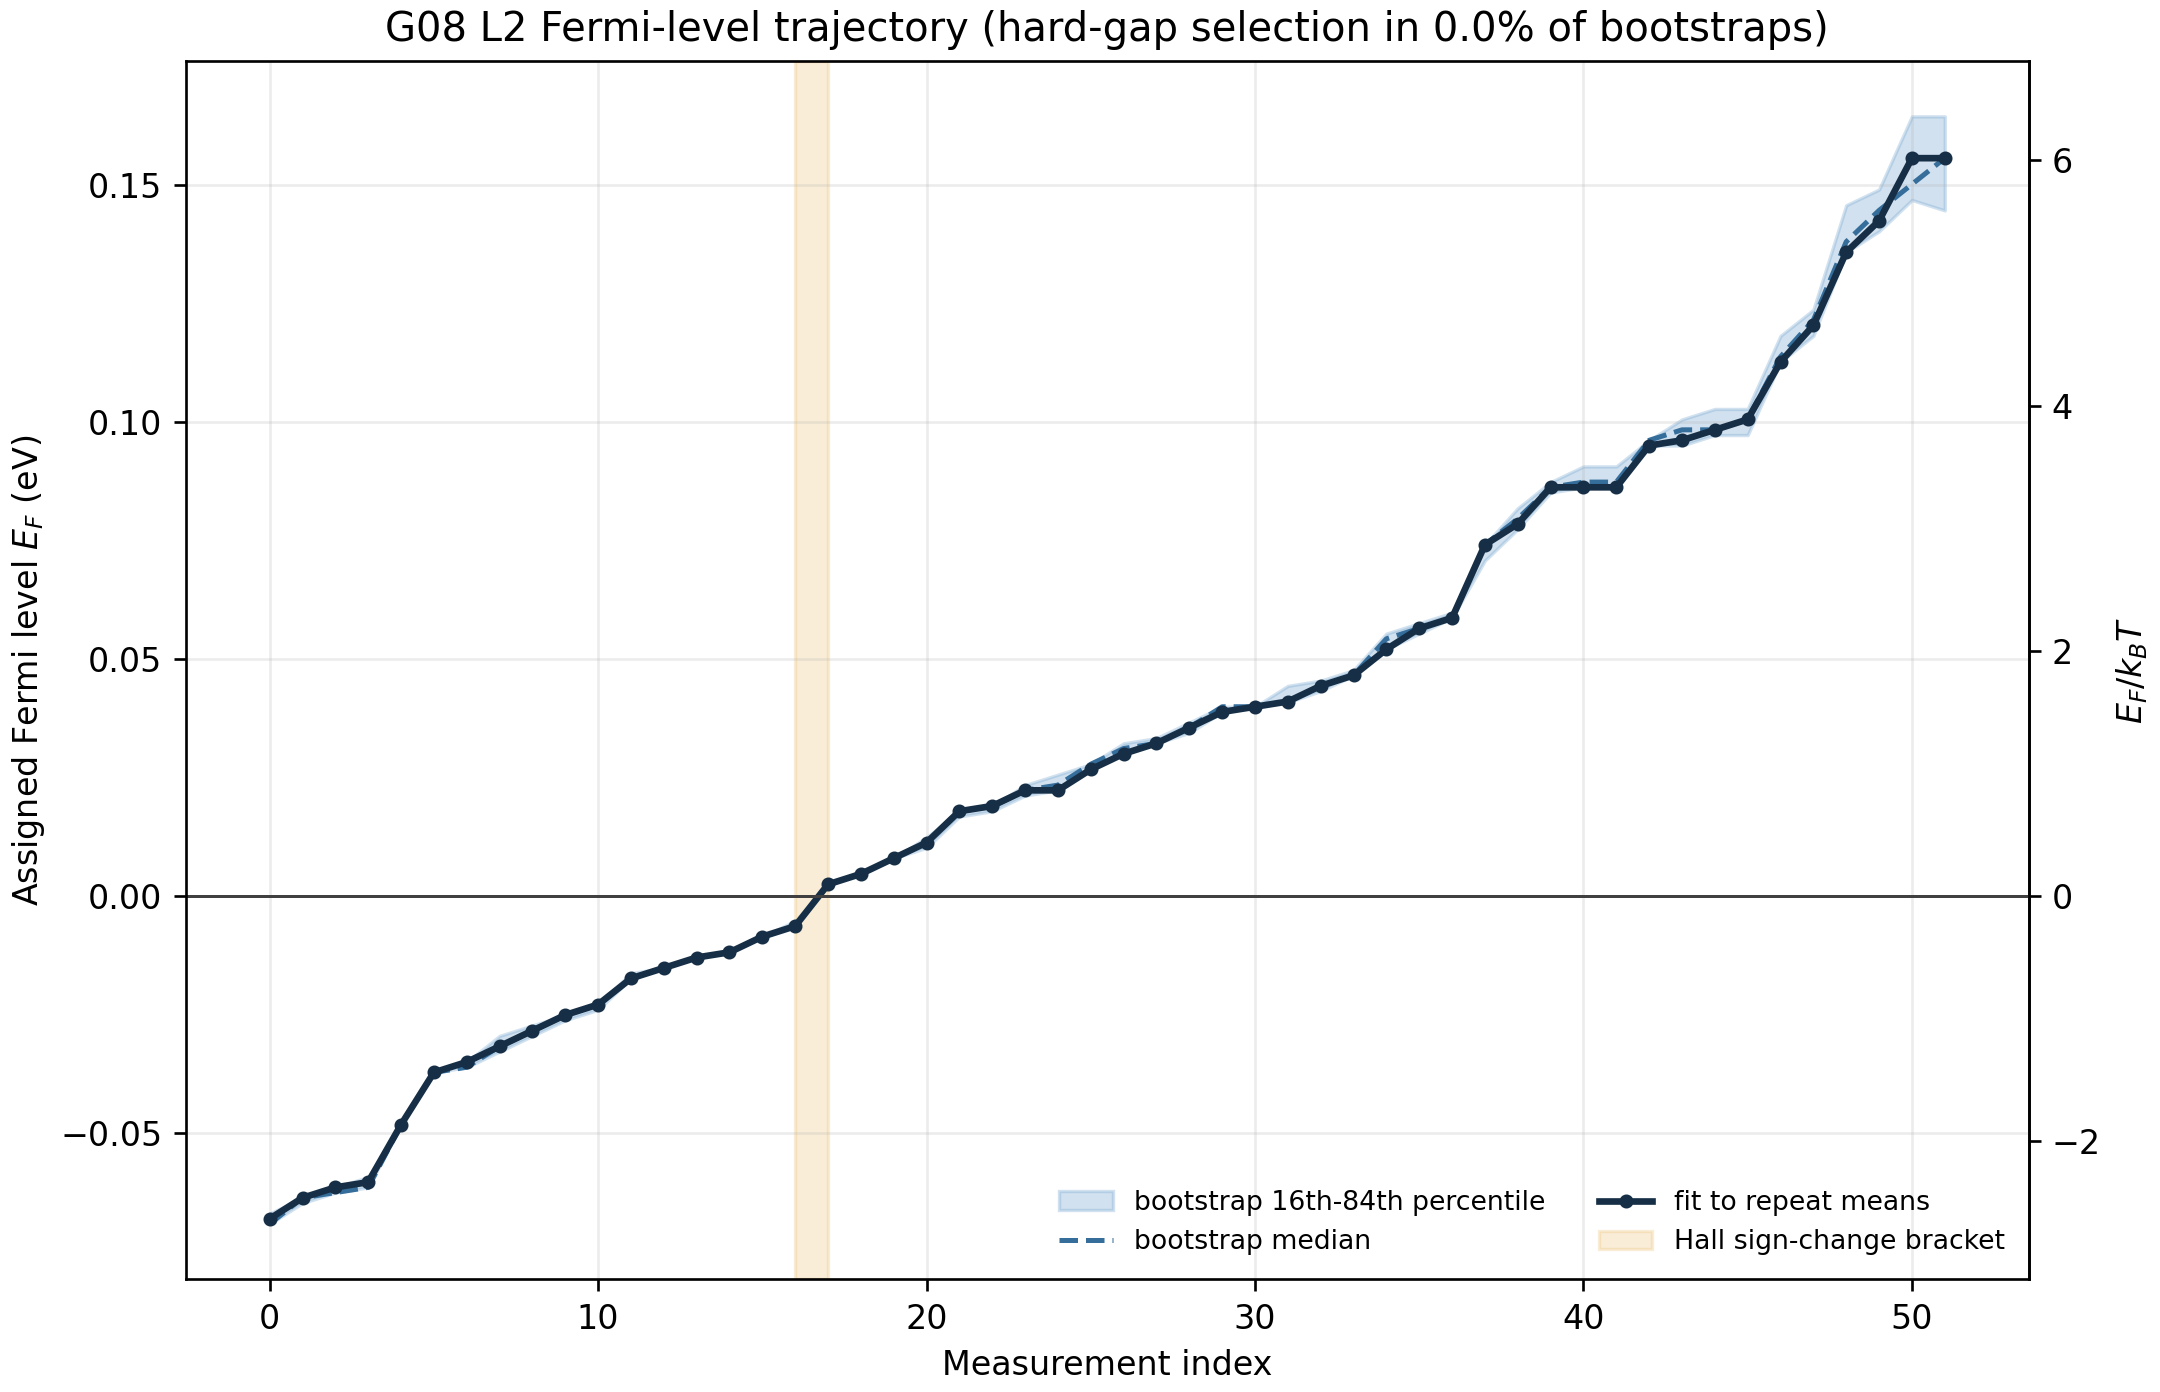 G08 L2 Fermi-level trajectory (hard-gap selection in 0.0% of bootstraps)
Assigned Fermi level E_F (eV)
0.15
0.10
0.05
0.00
−0.05
6
4
2
0
−2
E_F/k_BT
bootstrap 16th-84th percentile
bootstrap median
fit to repeat means
Hall sign-change bracket
0 10 20 30 40 50
Measurement index